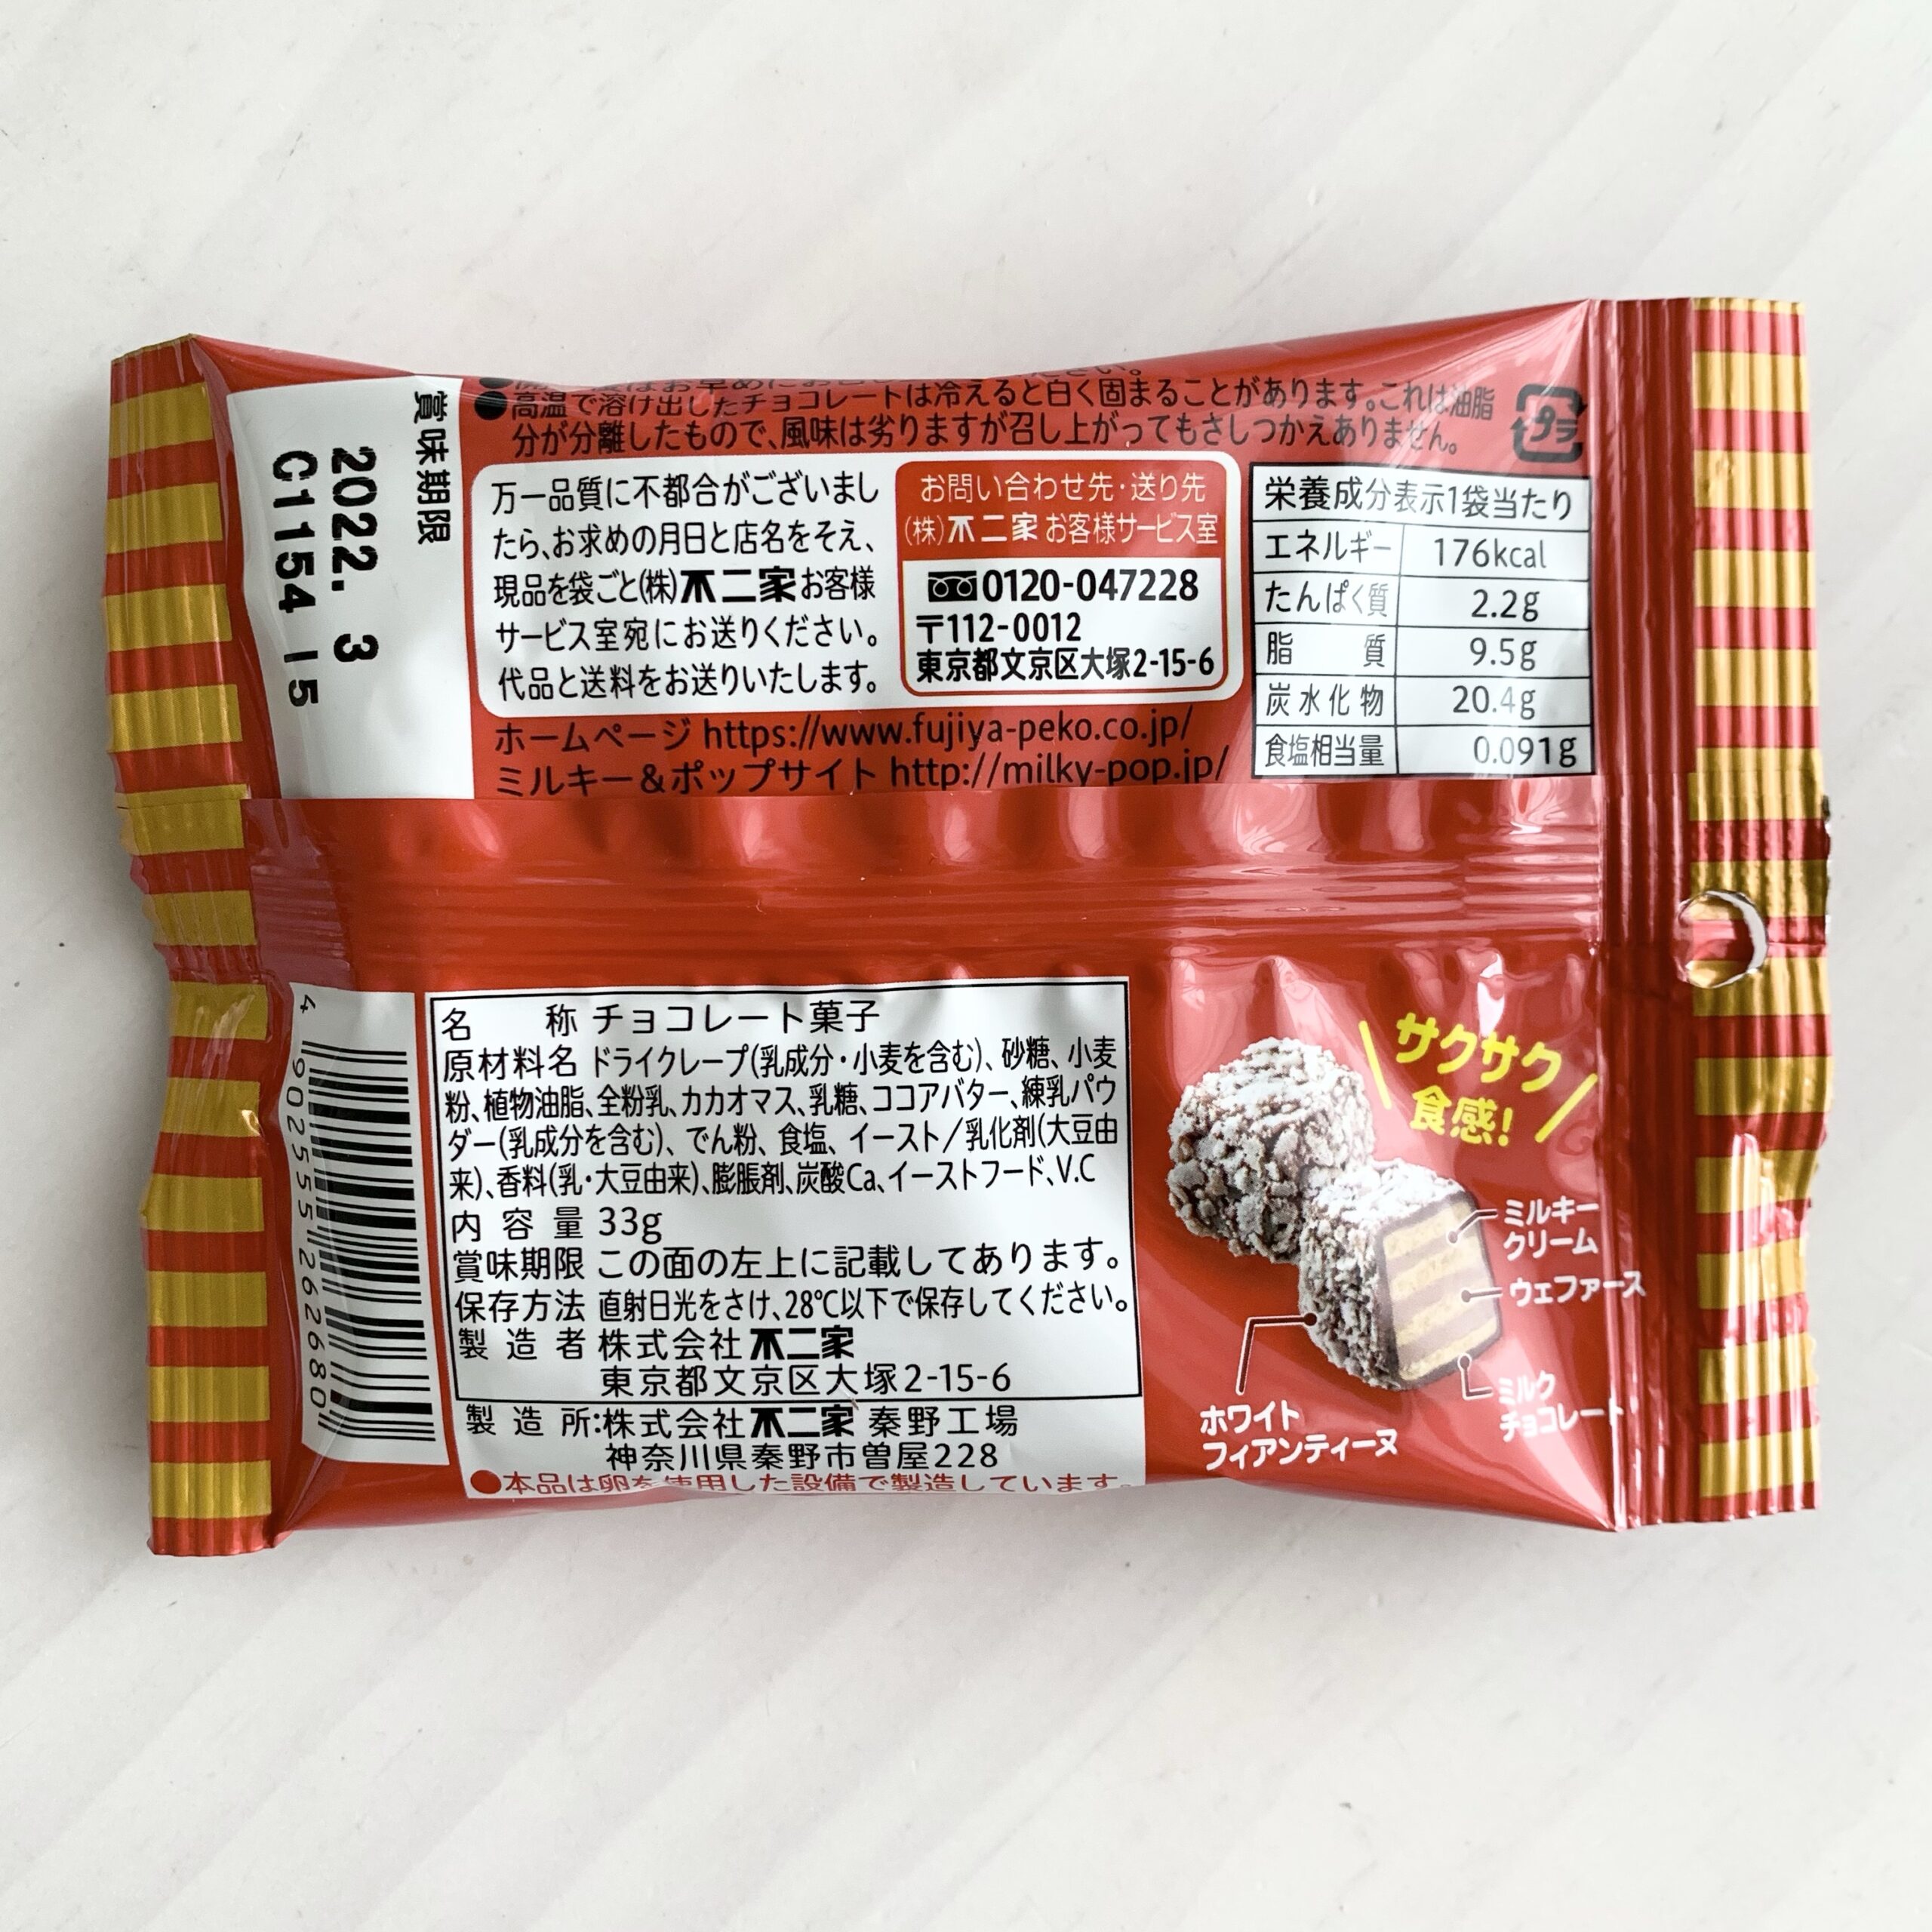 賞味期限
2022. 3
C1154 15
高温で溶け出したチョコレートは冷えると白く固まることがあります。これは油脂
分が分離したもので、風味は劣りますが召し上がってもさしつかえありません。
プラ
万一品質に不都合がございまし
たら、お求めの月日と店名をそえ、
現品を袋ごと(株)不二家お客様
サービス室宛にお送りください。
代品と送料をお送りいたします。
お問い合わせ先・送り先
(株)不二家 お客様サービス室
0120-047228
〒112-0012
東京都文京区大塚2-15-6
ホームページ https://www.fujiya-peko.co.jp/
ミルキー&ポップサイト http://milky-pop.jp/
栄養成分表示1袋当たり
エネルギー 176kcal
たんぱく質 2.2g
脂質 9.5g
炭水化物 20.4g
食塩相当量 0.091g
4 902555 262680
名称 チョコレート菓子
原材料名 ドライクレープ(乳成分・小麦を含む)、砂糖、小麦
粉、植物油脂、全粉乳、カカオマス、乳糖、ココアバター、練乳パウ
ダー(乳成分を含む)、でん粉、食塩、イースト/乳化剤(大豆由
来)、香料(乳・大豆由来)、膨脹剤、炭酸Ca、イーストフード、V.C
内容量 33g
賞味期限 この面の左上に記載してあります。
保存方法 直射日光をさけ、28℃以下で保存してください。
製造者 株式会社 不二家
東京都文京区大塚2-15-6
製造所:株式会社不二家 秦野工場
神奈川県秦野市曽屋228
●本品は卵を使用した設備で製造しています。
サクサク
食感!
ミルキー
クリーム
ウェファース
ミルク
チョコレート
ホワイト
フィアンティーヌ